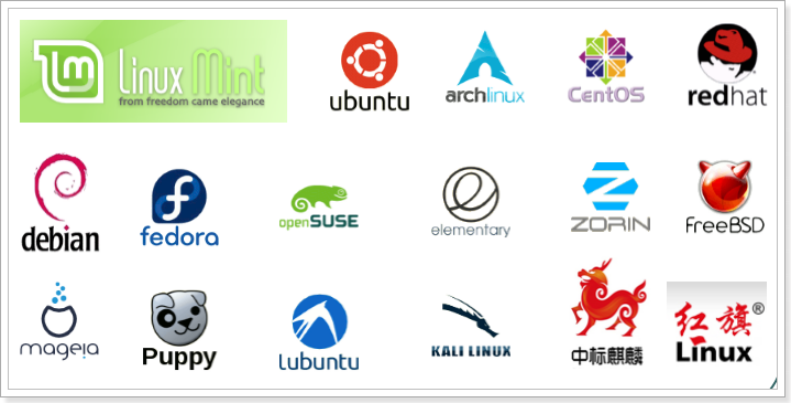 Linux Mint
from freedom came elegance
ubuntu
archlinux
CentOS
redhat
debian
fedora
openSUSE
elementary
ZORIN
FreeBSD
mageia
Puppy
Lubuntu
KALI LINUX
中标麒麟
红旗®
Linux